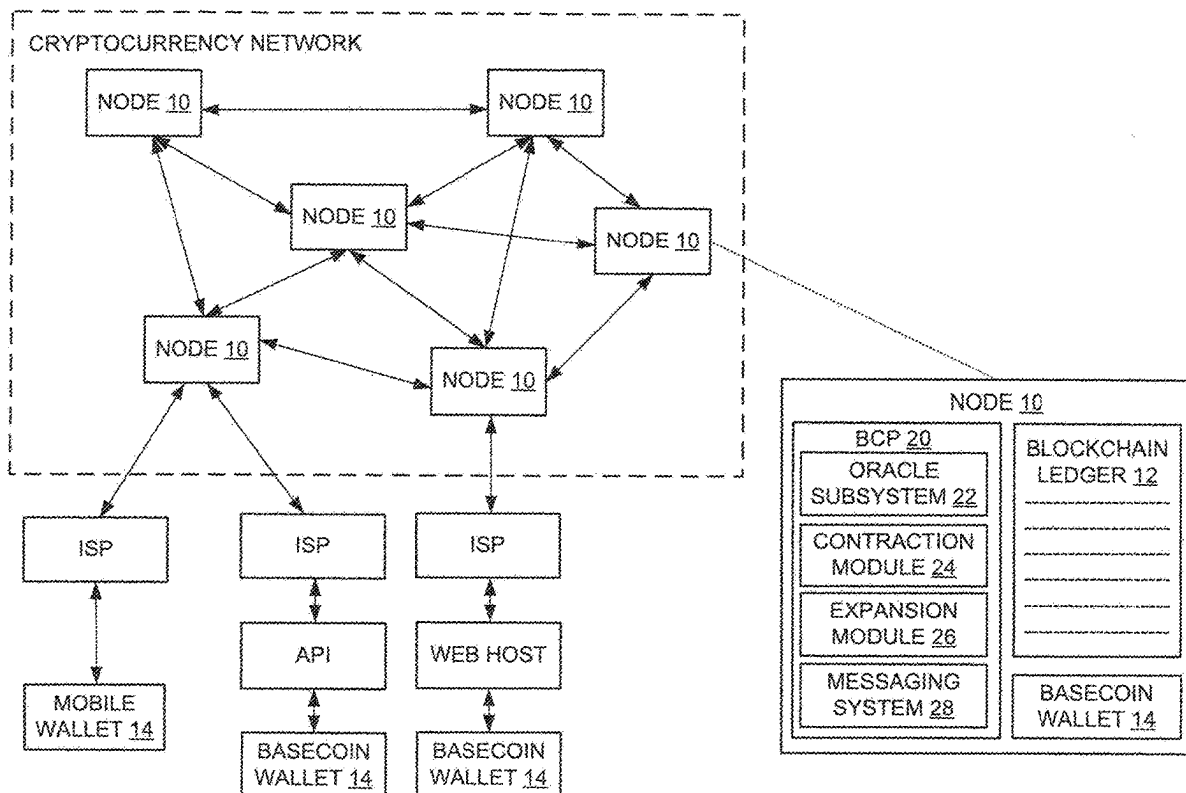 CRYPTOCURRENCY NETWORK
NODE 10
NODE 10
NODE 10
NODE 10
NODE 10
NODE 10
NODE 10
BCP 20
ORACLE
SUBSYSTEM 22
CONTRACTION
MODULE 24
EXPANSION
MODULE 26
MESSAGING
SYSTEM 28
BLOCKCHAIN
LEDGER 12
BASECOIN
WALLET 14
ISP
ISP
ISP
API
WEB HOST
MOBILE
WALLET 14
BASECOIN
WALLET 14
BASECOIN
WALLET 14